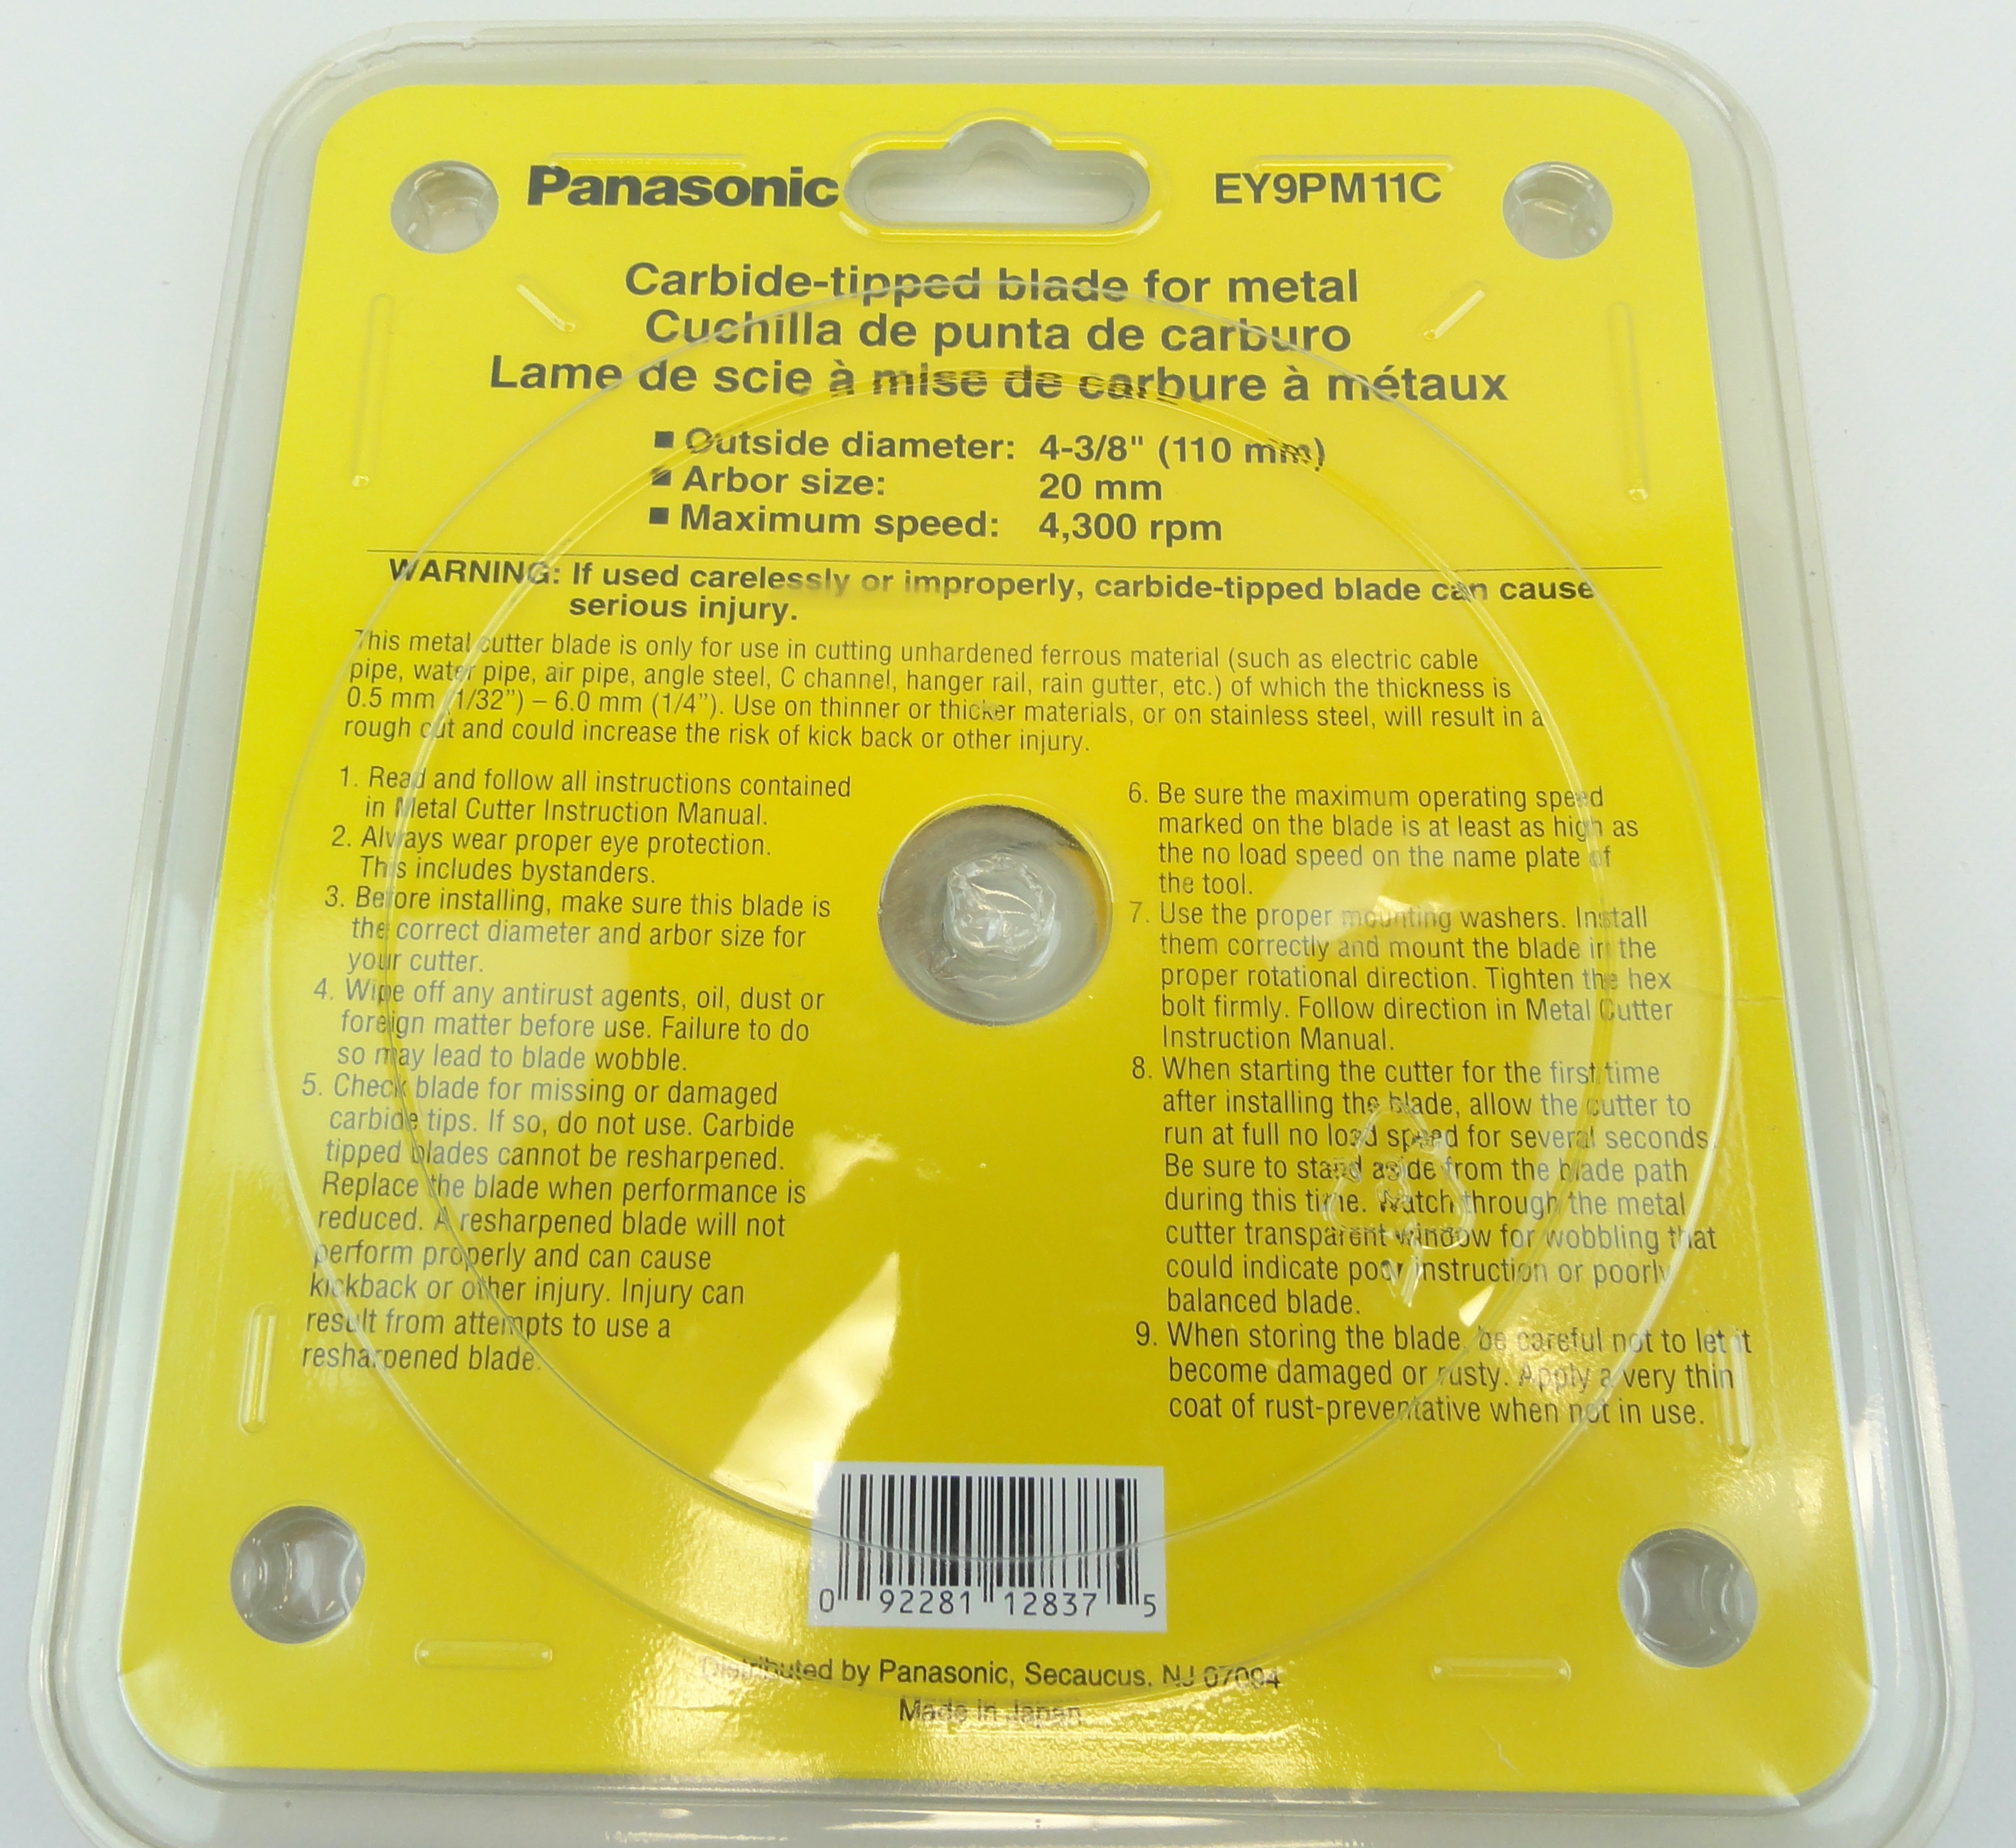 Panasonic
EY9PM11C
Carbide-tipped blade for metal
Cuchilla de punta de carburo
Lame de scie à mise de carbure à métaux
■ Outside diameter: 4-3/8" (110 mm)
■ Arbor size: 20 mm
■ Maximum speed: 4,300 rpm
WARNING: If used carelessly or improperly, carbide-tipped blade can cause
serious injury.
This metal cutter blade is only for use in cutting unhardened ferrous material (such as electric cable
pipe, water pipe, air pipe, angle steel, C channel, hanger rail, rain gutter, etc.) of which the thickness is
0.5 mm (1/32”) – 6.0 mm (1/4”). Use on thinner or thicker materials, or on stainless steel, will result in a
rough cut and could increase the risk of kick back or other injury.
1. Read and follow all instructions contained
in Metal Cutter Instruction Manual.
2. Always wear proper eye protection.
This includes bystanders.
3. Before installing, make sure this blade is
the correct diameter and arbor size for
your cutter.
4. Wipe off any antirust agents, oil, dust or
foreign matter before use. Failure to do
so may lead to blade wobble.
5. Check blade for missing or damaged
carbide tips. If so, do not use. Carbide
tipped blades cannot be resharpened.
Replace the blade when performance is
reduced. A resharpened blade will not
perform properly and can cause
kickback or other injury. Injury can
result from attempts to use a
resharpened blade.
6. Be sure the maximum operating speed
marked on the blade is at least as high as
the no load speed on the name plate of
the tool.
7. Use the proper mounting washers. Install
them correctly and mount the blade in the
proper rotational direction. Tighten the hex
bolt firmly. Follow direction in Metal Cutter
Instruction Manual.
8. When starting the cutter for the first time
after installing the blade, allow the cutter to
run at full no load speed for several seconds.
Be sure to stand aside from the blade path
during this time. Watch through the metal
cutter transparent window for wobbling that
could indicate poor instruction or poorly
balanced blade.
9. When storing the blade, be careful not to let it
become damaged or rusty. Apply a very thin
coat of rust-preventative when not in use.
0 92281 12837 5
Distributed by Panasonic, Secaucus, NJ 07094
Made in Japan